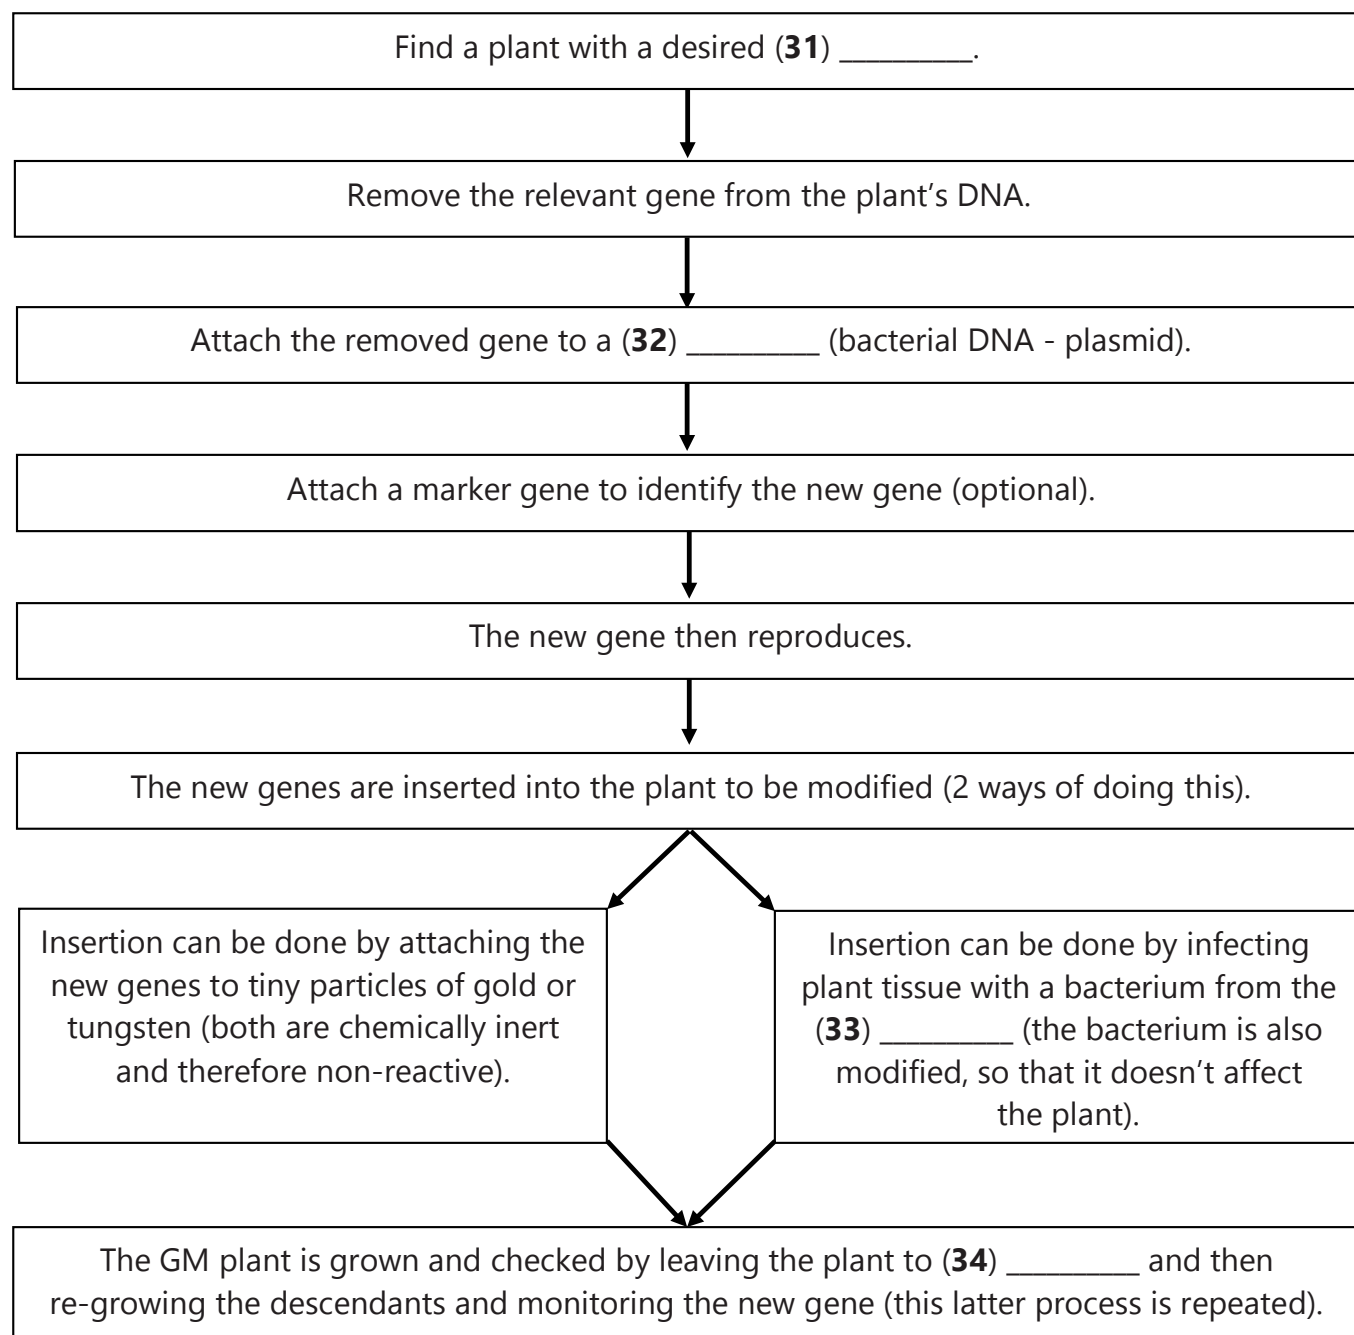 Find a plant with a desired (31) __________.
Remove the relevant gene from the plant's DNA.
Attach the removed gene to a (32) __________ (bacterial DNA - plasmid).
Attach a marker gene to identify the new gene (optional).
The new gene then reproduces.
The new genes are inserted into the plant to be modified (2 ways of doing this).
Insertion can be done by attaching the
new genes to tiny particles of gold or
tungsten (both are chemically inert
and therefore non-reactive).
Insertion can be done by infecting
plant tissue with a bacterium from the
(33) __________ (the bacterium is also
modified, so that it doesn't affect
the plant).
The GM plant is grown and checked by leaving the plant to (34) __________ and then
re-growing the descendants and monitoring the new gene (this latter process is repeated).